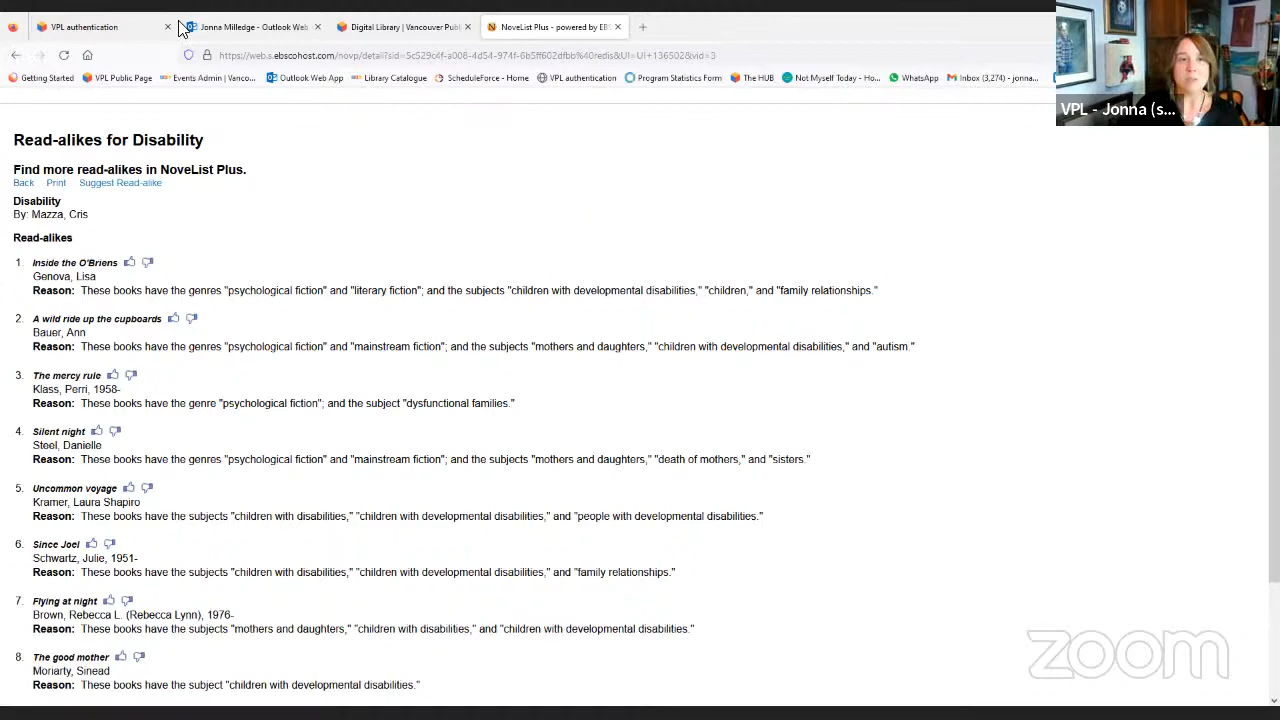 VPL authentication
Jonna Milledge - Outlook Web
Digital Library | Vancouver Publ
NoveList Plus - powered by EBS
Getting Started
VPL Public Page
Events Admin (Vanco...
Outlook Web App
Library Catalogue
ScheduleForce - Home
VPL authentication
Program Statistics Form
The HUB
Not Myself Today - Ho...
WhatsApp
Inbox (3,274) - jonna...
VPL - Jonna (s...
Read-alikes for Disability
Find more read-alikes in NoveList Plus.
Back Print Suggest Read-alike
Disability
By: Mazza, Cris
Read-alikes
1. Inside the O'Briens
Genova, Lisa
Reason: These books have the genres "psychological fiction" and "literary fiction"; and the subjects "children with developmental disabilities," "children," and "family relationships."
2. A wild ride up the cupboards
Bauer, Ann
Reason: These books have the genres "psychological fiction" and "mainstream fiction"; and the subjects "mothers and daughters," "children with developmental disabilities," and "autism."
3. The mercy rule
Klass, Perri, 1958-
Reason: These books have the genre "psychological fiction"; and the subject "dysfunctional families."
4. Silent night
Steel, Danielle
Reason: These books have the genres "psychological fiction" and "mainstream fiction"; and the subjects "mothers and daughters," "death of mothers," and "sisters."
5. Uncommon voyage
Kramer, Laura Shapiro
Reason: These books have the subjects "children with disabilities," "children with developmental disabilities," and "people with developmental disabilities."
6. Since Joel
Schwartz, Julie, 1951-
Reason: These books have the subjects "children with disabilities," "children with developmental disabilities," and "family relationships."
7. Flying at night
Brown, Rebecca L. (Rebecca Lynn), 1976-
Reason: These books have the subjects "mothers and daughters," "children with disabilities," and "children with developmental disabilities."
8. The good mother
Moriarty, Sinead
Reason: These books have the subject "children with developmental disabilities."
zoom